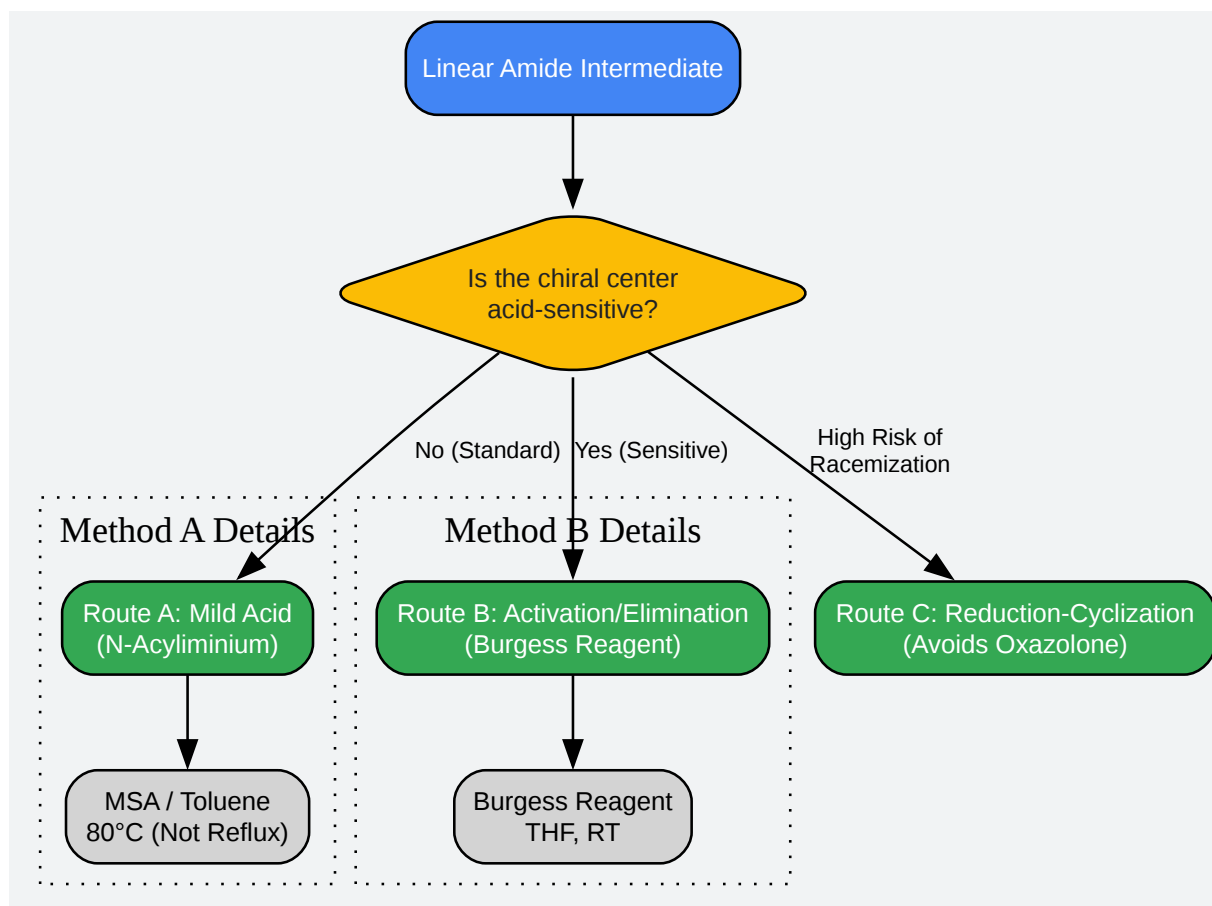 Linear Amide Intermediate
Is the chiral center
acid-sensitive?
No (Standard)
Yes (Sensitive)
High Risk of
Racemization
Method A Details
Method B Details
Route A: Mild Acid
(N-Acyliminium)
Route B: Activation/Elimination
(Burgess Reagent)
Route C: Reduction-Cyclization
(Avoids Oxazolone)
MSA / Toluene
80°C (Not Reflux)
Burgess Reagent
THF, RT